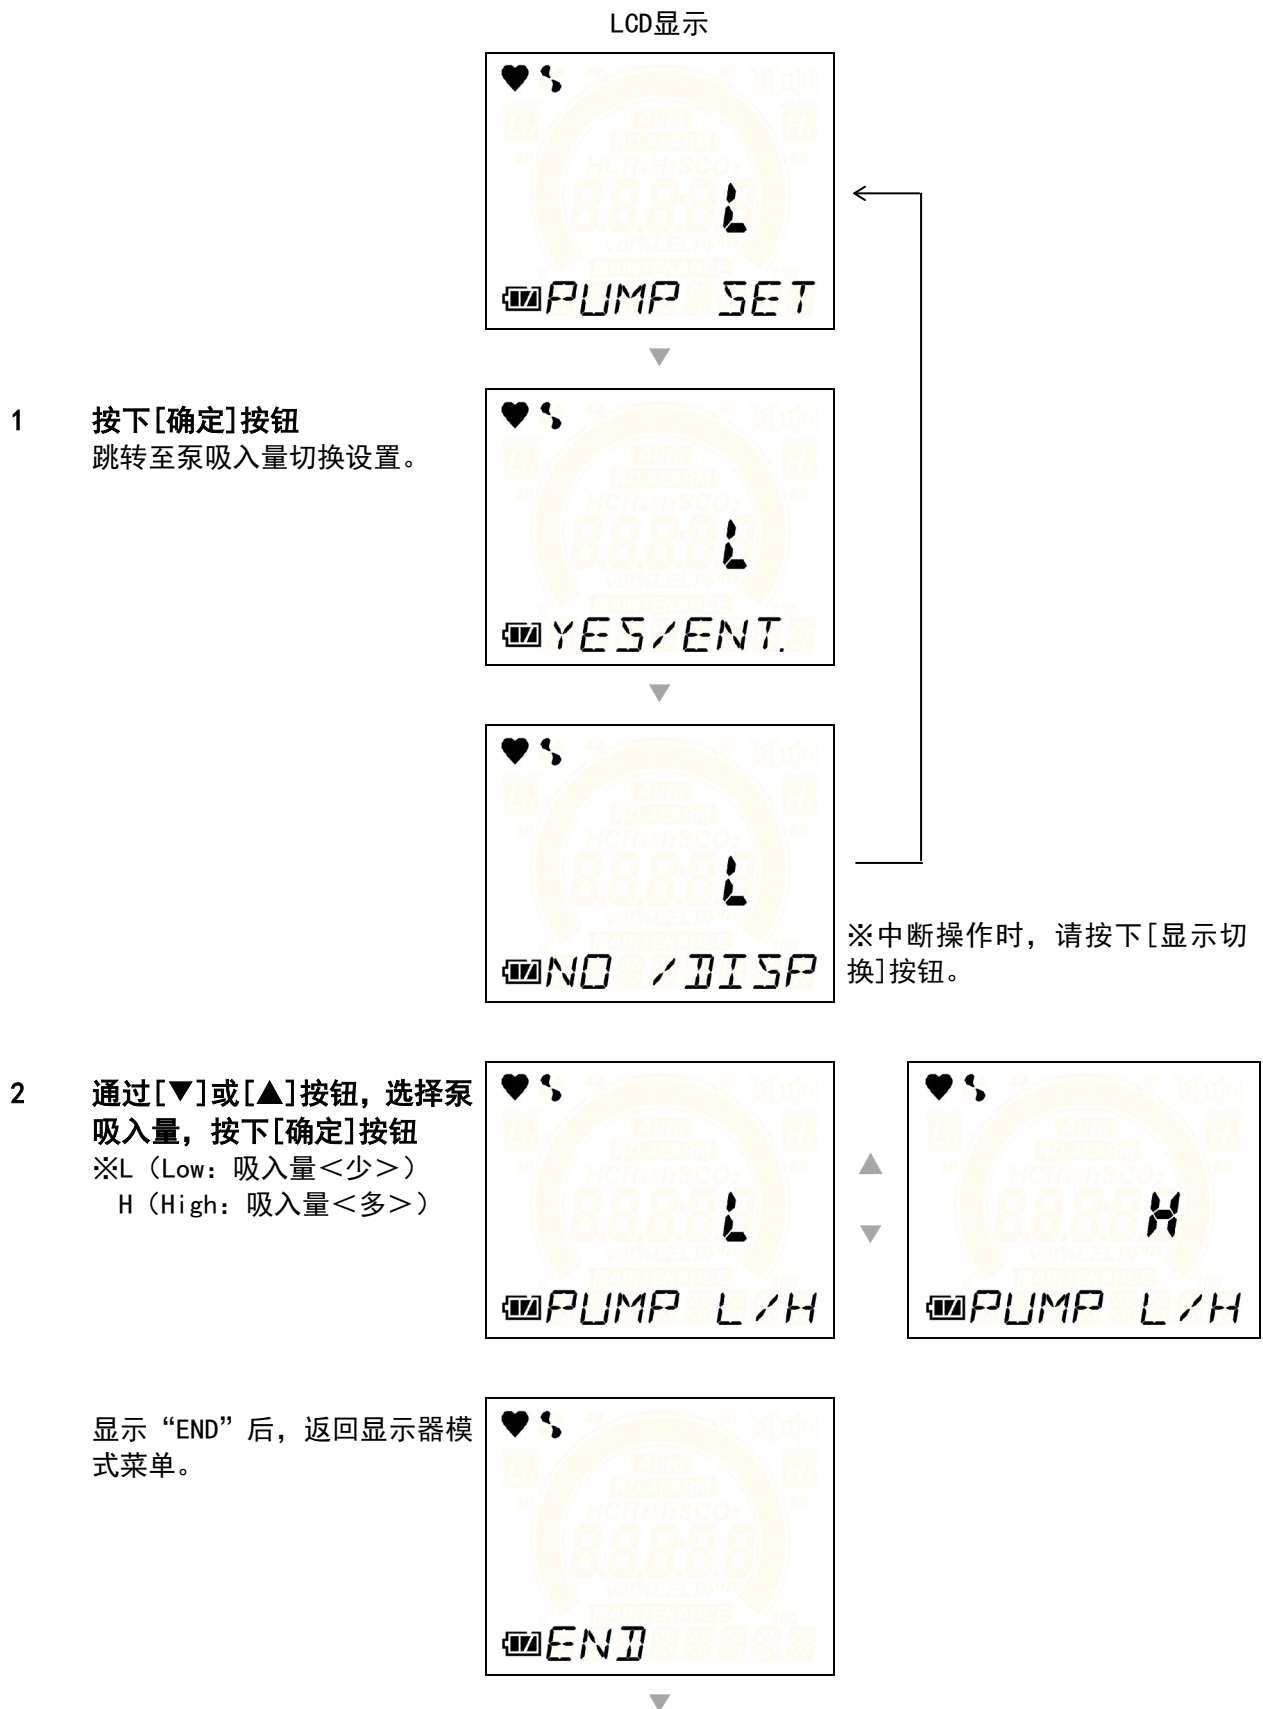 LCD显示
L
PUMP SET
1 按下[确定]按钮
跳转至泵吸入量切换设置。
L
YES/ENT.
L
NO /DISP
※中断操作时，请按下[显示切
换]按钮。
2 通过[▼]或[▲]按钮，选择泵
吸入量，按下[确定]按钮
※L（Low：吸入量＜少＞）
H（High：吸入量＜多＞）
L
PUMP L/H
H
PUMP L/H
显示“END”后，返回显示器模
式菜单。
END